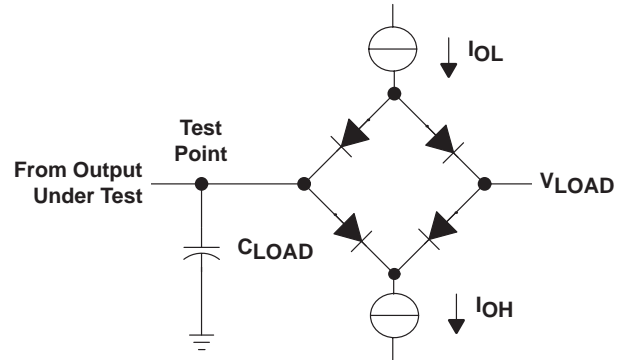 IOL
Test
Point
From Output
Under Test
VLOAD
CLOAD
IOH